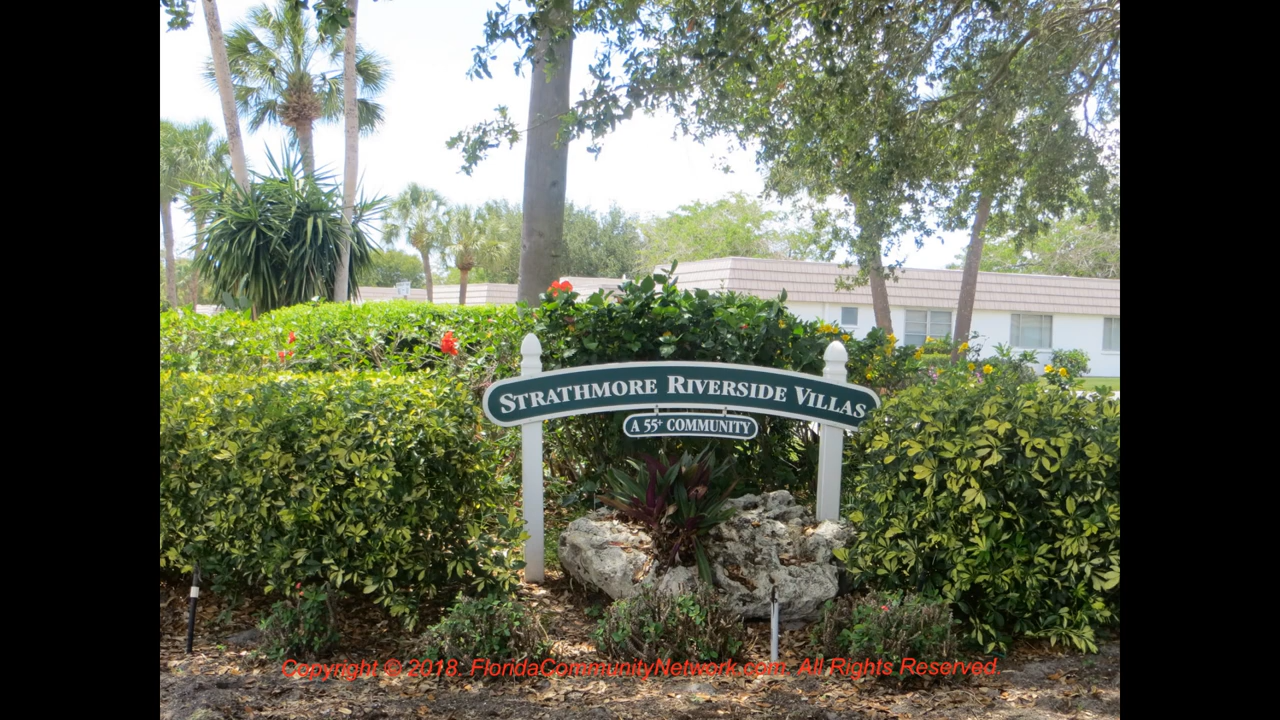 STRATHMORE RIVERSIDE VILLAS
A 55+ COMMUNITY
Copyright © 2018. FloridaCommunityNetwork.com. All Rights Reserved.